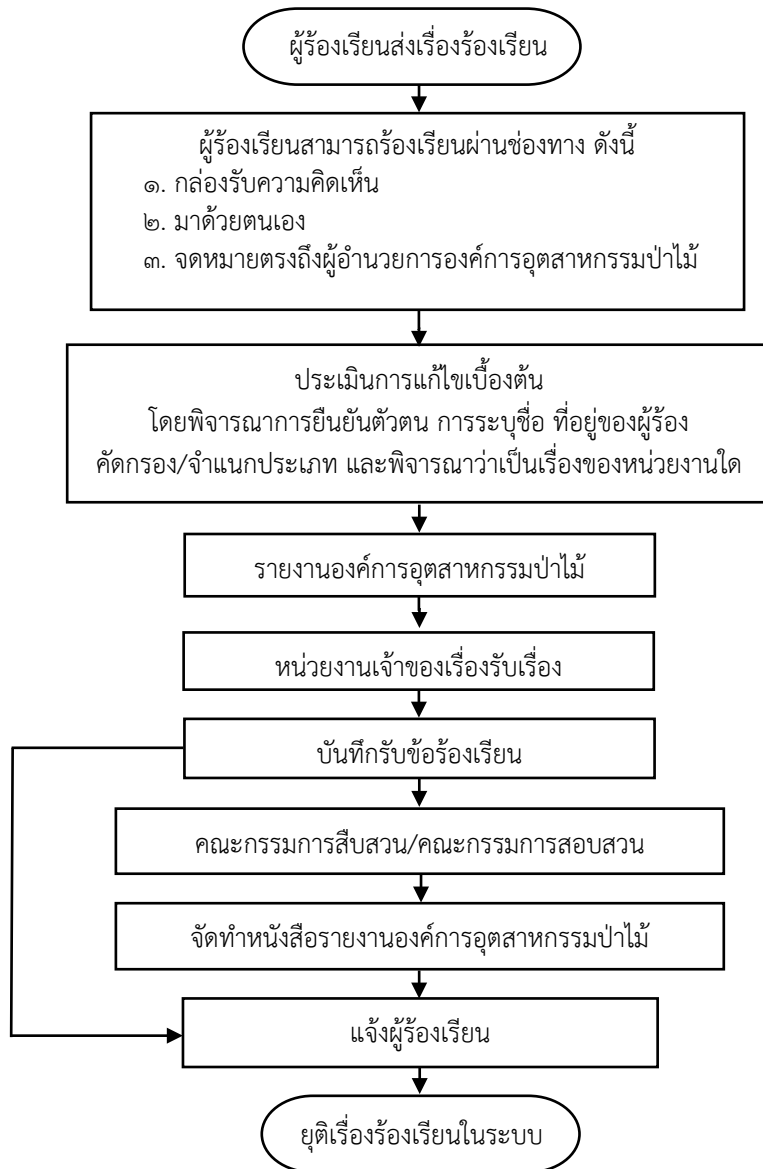 ผู้ร้องเรียนส่งเรื่องร้องเรียน
ผู้ร้องเรียนสามารถร้องเรียนผ่านช่องทาง ดังนี้
๑. กล่องรับความคิดเห็น
๒. มาด้วยตนเอง
๓. จดหมายตรงถึงผู้อำนวยการองค์การอุตสาหกรรมป่าไม้
ประเมินการแก้ไขเบื้องต้น
โดยพิจารณาการยืนยันตัวตน การระบุชื่อ ที่อยู่ของผู้ร้อง
คัดกรอง/จำแนกประเภท และพิจารณาว่าเป็นเรื่องของหน่วยงานใด
รายงานองค์การอุตสาหกรรมป่าไม้
หน่วยงานเจ้าของเรื่องรับเรื่อง
บันทึกรับข้อร้องเรียน
คณะกรรมการสืบสวน/คณะกรรมการสอบสวน
จัดทำหนังสือรายงานองค์การอุตสาหกรรมป่าไม้
แจ้งผู้ร้องเรียน
ยุติเรื่องร้องเรียนในระบบ